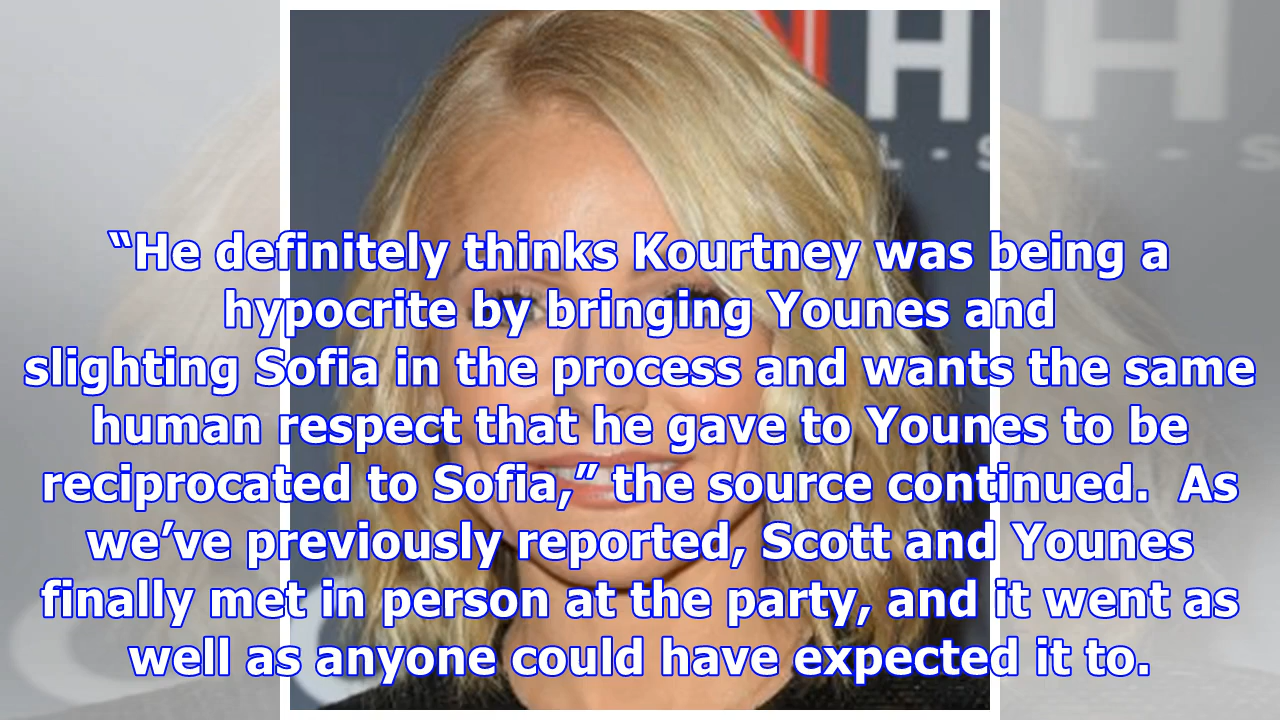 “He definitely thinks Kourtney was being a
hypocrite by bringing Younes and
slighting Sofia in the process and wants the same
human respect that he gave to Younes to be
reciprocated to Sofia,” the source continued.  As
we’ve previously reported, Scott and Younes
finally met in person at the party, and it went as
well as anyone could have expected it to.
N H
L - S
H
L - S